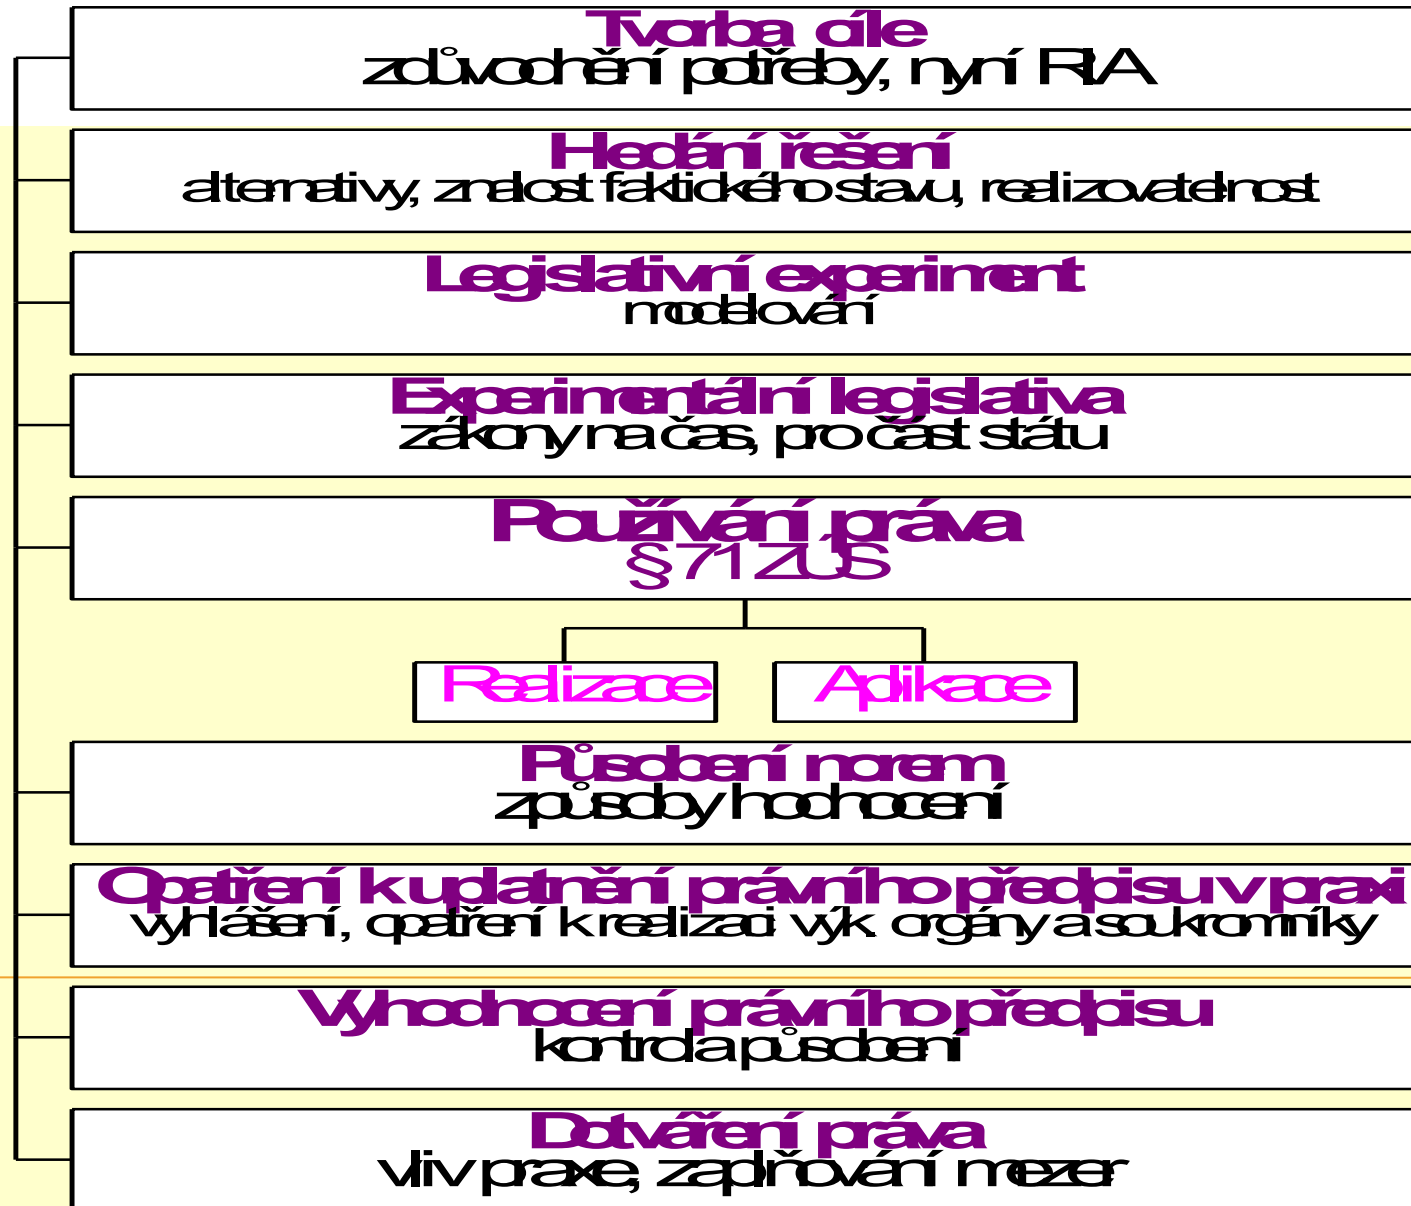 Tvorba cíle
zdůvodnění potřeby, nyní RIA
Hledání řešení
alternativy, znalost faktického stavu, realizovatelnost
Legislativní experiment
modelování
Experimentální legislativa
zákony na čas, pro část státu
Používání práva
§ 71 ZÚS
Realizace
Aplikace
Působení norem
způsoby hodnocení
Opatření k uplatnění právního předpisu v praxi
vyhlášení, opatření k realizaci výk. orgány a soukromníky
Vyhodnocení právního předpisu
kontrola působení
Dotváření práva
vliv praxe, zaplňování mezer